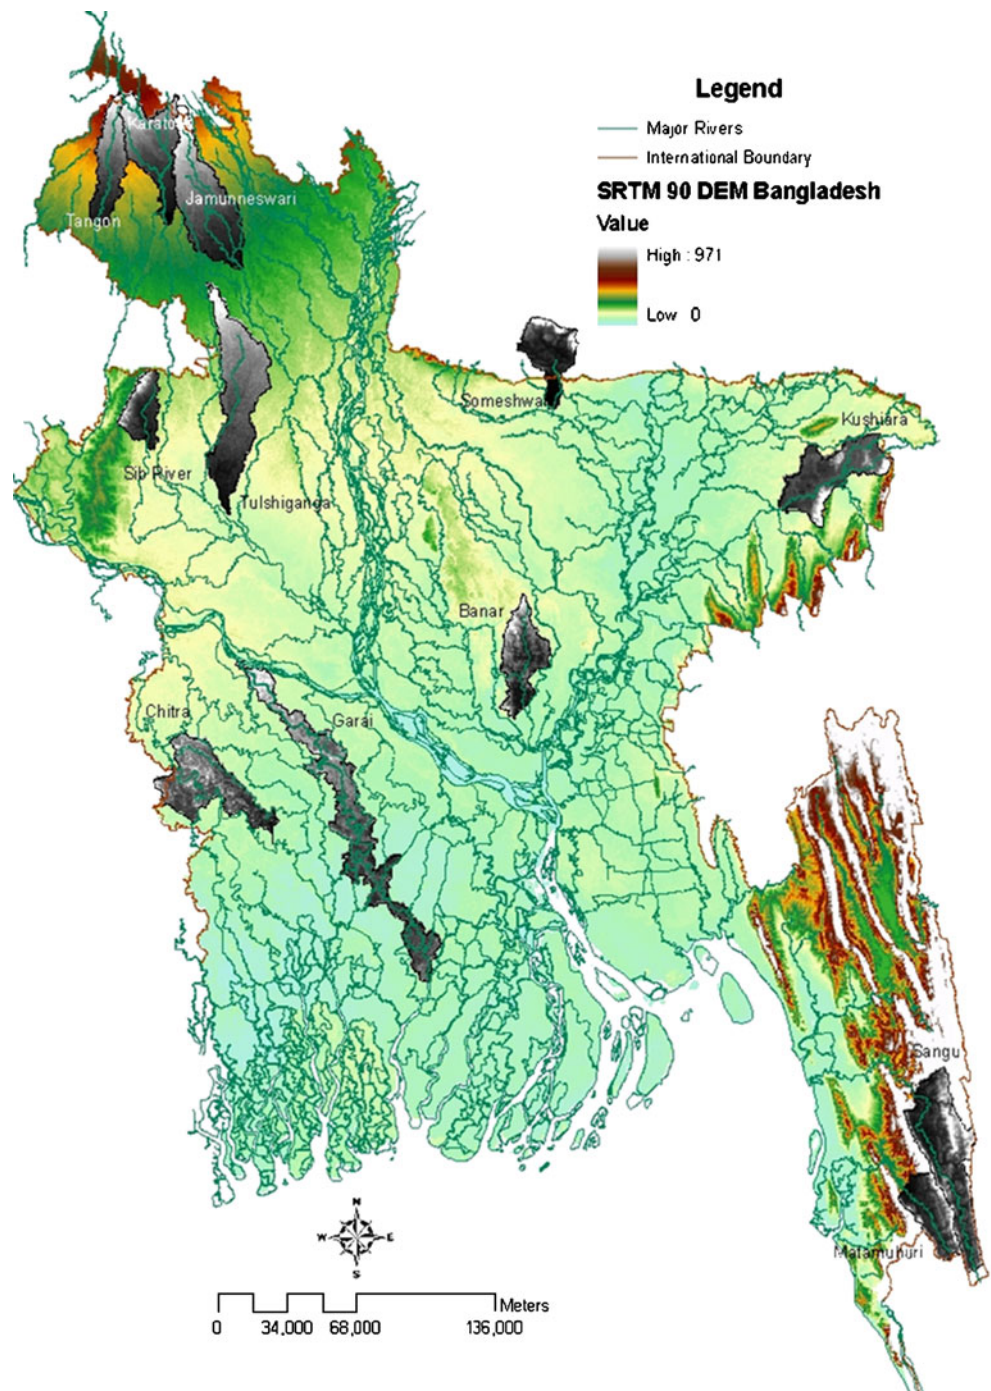 Legend
Major Rivers
International Boundary
SRTM 90 DEM Bangladesh
Value
High : 971
Low 0
Jamunneswari
Tangon
Someshwari
Kushiara
Sib River
Tulshiganga
Banar
Chitra
Garai
Sangu
Matamuhuri
N
W E
S
Meters
0 34,000 68,000 136,000